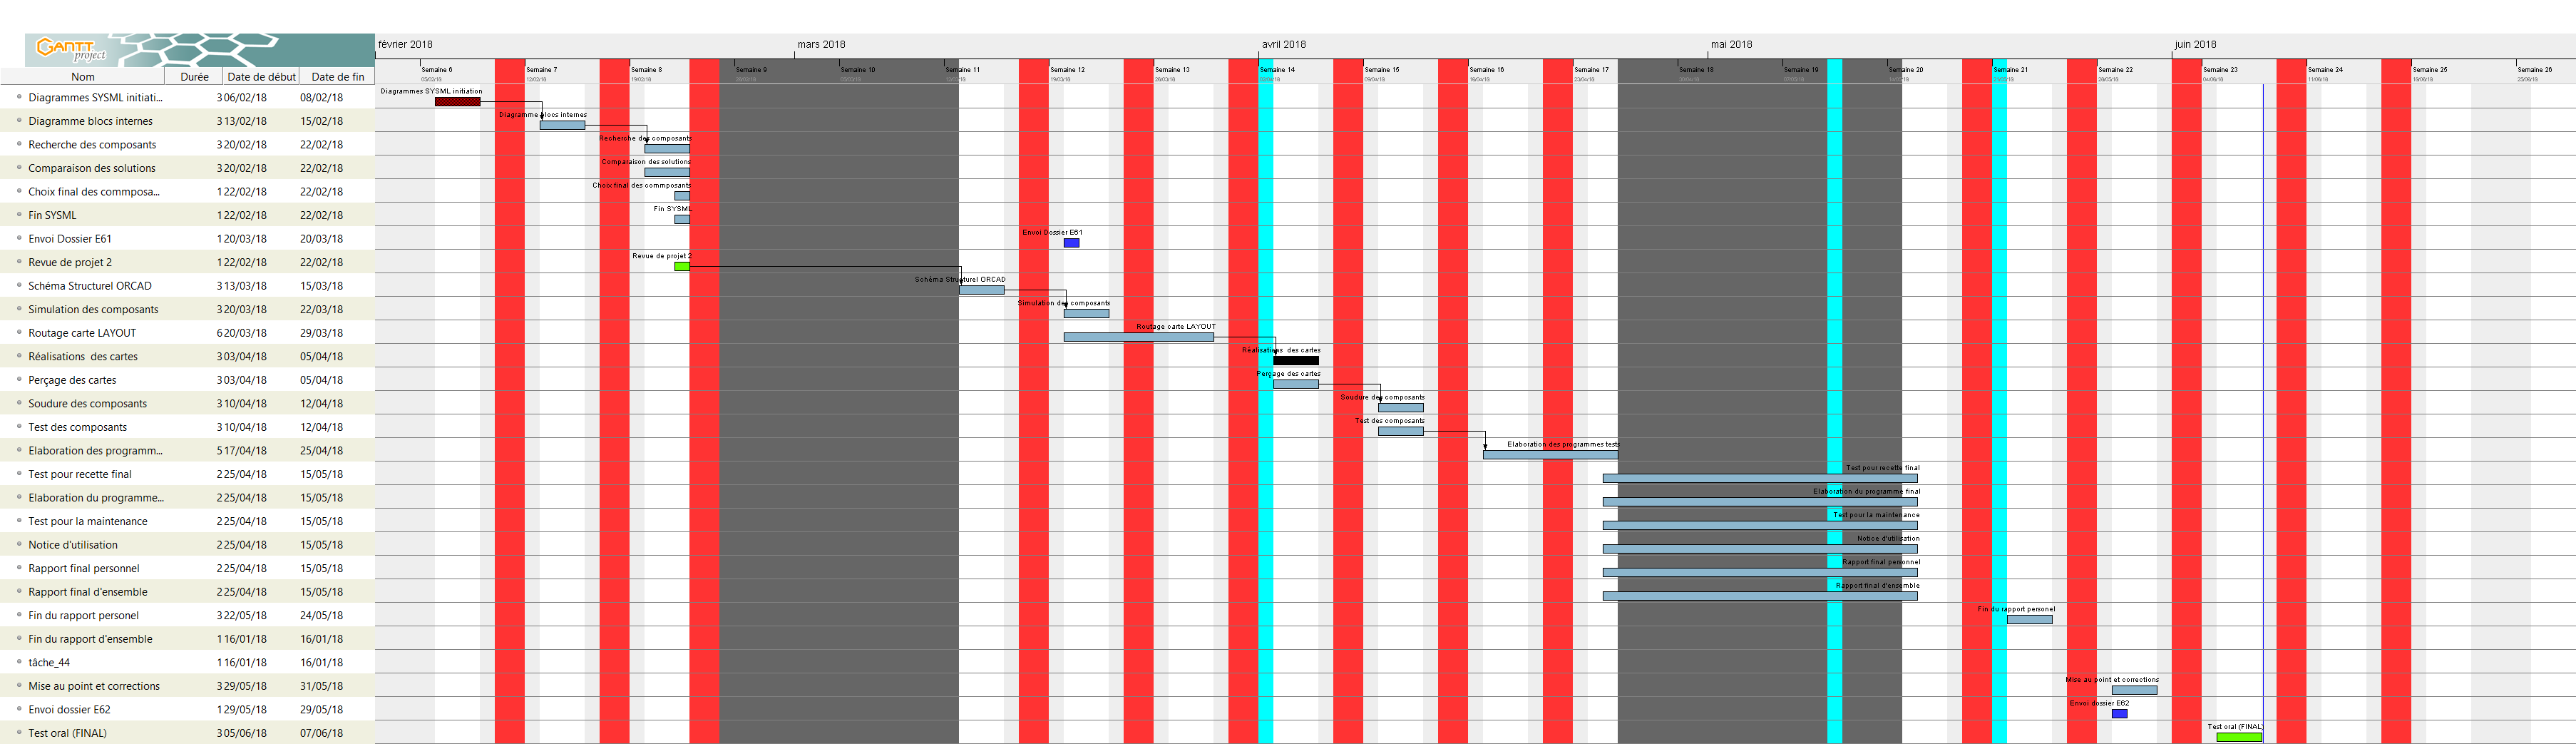 février 2018 mars 2018 avril 2018 mai 2018 juin 2018
GANTT project
Semaine 6 Semaine 7 Semaine 8 Semaine 9 Semaine 10 Semaine 11 Semaine 12 Semaine 13 Semaine 14 Semaine 15 Semaine 16 Semaine 17 Semaine 18 Semaine 19 Semaine 20 Semaine 21 Semaine 22 Semaine 23 Semaine 24 Semaine 25 Semaine 26
Nom Durée Date de début Date de fin
Diagrammes SYSML initiati... 3 06/02/18 08/02/18 Diagrammes SYSML initiation
Diagramme blocs internes 3 13/02/18 15/02/18 Diagramme blocs internes
Recherche des composants 3 20/02/18 22/02/18 Recherche des composants
Comparaison des solutions 3 20/02/18 22/02/18 Comparaison des solutions
Choix final des commposa... 1 22/02/18 22/02/18 Choix final des commposants
Fin SYSML 1 22/02/18 22/02/18 Fin SYSML
Envoi Dossier E61 1 20/03/18 20/03/18 Envoi Dossier E61
Revue de projet 2 1 22/02/18 22/02/18 Revue de projet 2
Schéma Structurel ORCAD 3 13/03/18 15/03/18 Schéma Structurel ORCAD
Simulation des composants 3 20/03/18 22/03/18 Simulation des composants
Routage carte LAYOUT 6 20/03/18 29/03/18 Routage carte LAYOUT
Réalisations des cartes 3 03/04/18 05/04/18 Réalisations des cartes
Perçage des cartes 3 03/04/18 05/04/18 Perçage des cartes
Soudure des composants 3 10/04/18 12/04/18 Soudure des composants
Test des composants 3 10/04/18 12/04/18 Test des composants
Elaboration des programm... 5 17/04/18 25/04/18 Elaboration des programmes tests
Test pour recette final 2 25/04/18 15/05/18 Test pour recette final
Elaboration du programme... 2 25/04/18 15/05/18 Elaboration du programme final
Test pour la maintenance 2 25/04/18 15/05/18 Test pour la maintenance
Notice d'utilisation 2 25/04/18 15/05/18 Notice d'utilisation
Rapport final personnel 2 25/04/18 15/05/18 Rapport final personnel
Rapport final d'ensemble 2 25/04/18 15/05/18 Rapport final d'ensemble
Fin du rapport personel 3 22/05/18 24/05/18 Fin du rapport personel
Fin du rapport d'ensemble 1 16/01/18 16/01/18
tâche_44 1 16/01/18 16/01/18
Mise au point et corrections 3 29/05/18 31/05/18 Mise au point et corrections
Envoi dossier E62 1 29/05/18 29/05/18 Envoi dossier E62
Test oral (FINAL) 3 05/06/18 07/06/18 Test oral (FINAL)